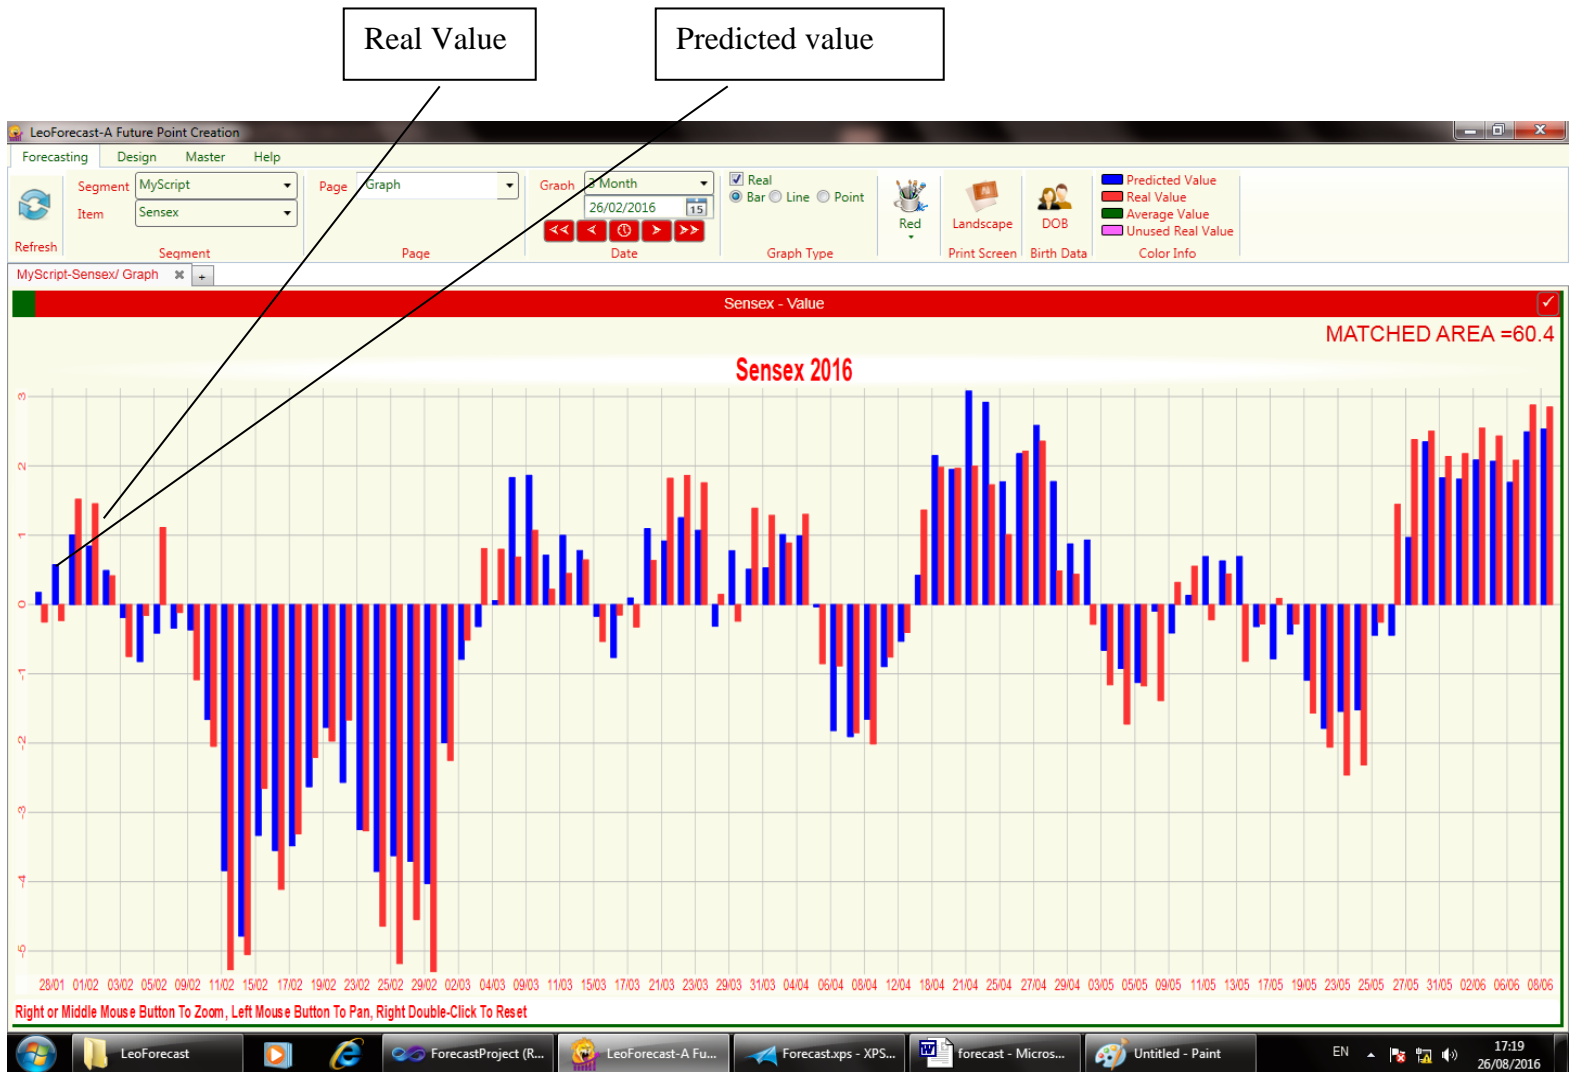 Real Value
Predicted value
LeoForecast-A Future Point Creation
Forecasting Design Master Help
Segment MyScript
Item Sensex
Refresh
Segment
Page Graph
Page
Graph 3 Month
26/02/2016 15
<< < > >>
Date
Real
Bar Line Point
Graph Type
Red
Landscape
Print Screen
DOB
Birth Data
Predicted Value
Real Value
Average Value
Unused Real Value
Color Info
MyScript-Sensex/ Graph +
Sensex - Value
MATCHED AREA =60.4
Sensex 2016
3
2
1
0
-1
-2
-3
-4
-5
28/01 01/02 03/02 05/02 09/02 11/02 15/02 17/02 19/02 23/02 25/02 29/02 02/03 04/03 09/03 11/03 15/03 17/03 21/03 23/03 29/03 31/03 04/04 06/04 08/04 12/04 18/04 21/04 25/04 27/04 29/04 03/05 05/05 09/05 11/05 13/05 17/05 19/05 23/05 25/05 27/05 31/05 02/06 06/06 08/06
Right or Middle Mouse Button To Zoom, Left Mouse Button To Pan, Right Double-Click To Reset
LeoForecast
ForecastProject (R...
LeoForecast-A Fu...
Forecast.xps - XPS...
forecast - Micros...
Untitled - Paint
EN
17:19
26/08/2016